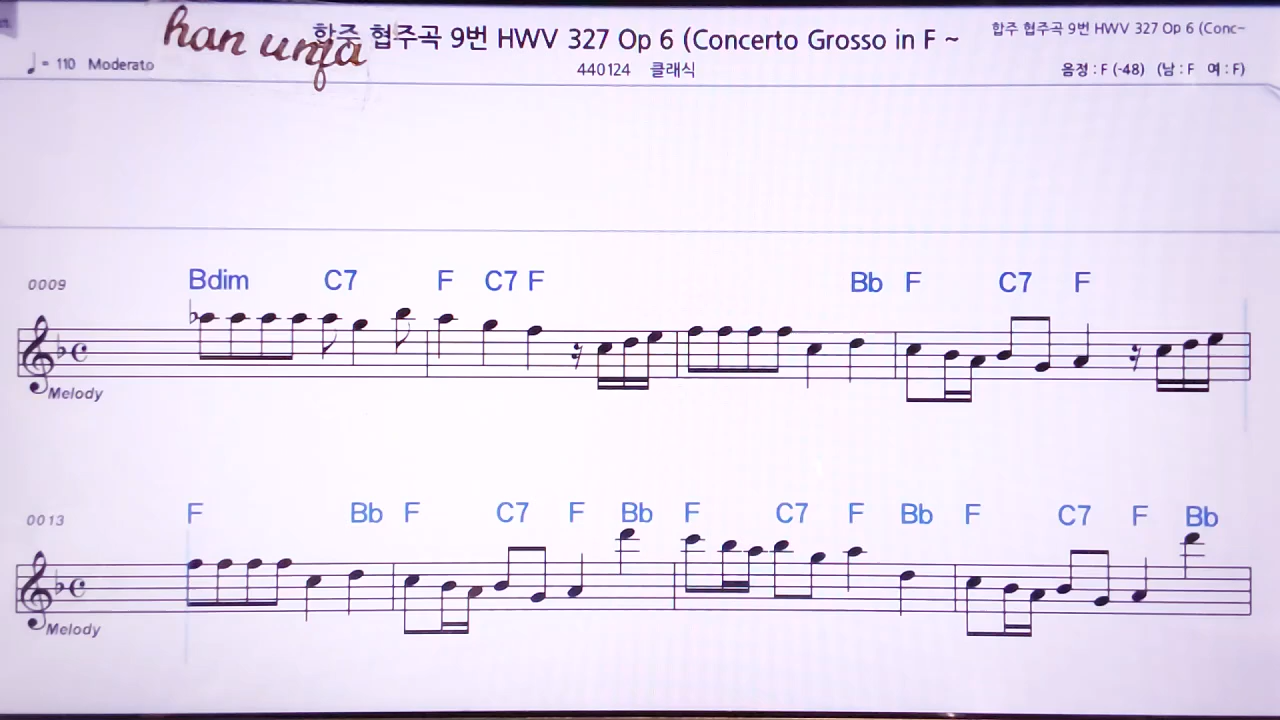 han unja
합주 협주곡 9번 HWV 327 Op 6 (Concerto Grosso in F ~
합주 협주곡 9번 HWV 327 Op 6 (Conc~
♩ = 110 Moderato
440124 클래식
음정 : F (-48) (남 : F 여 : F)
0009 Bdim C7 F C7 F Bb F C7 F
Melody
0013 F Bb F C7 F Bb F C7 F Bb F C7 F Bb
Melody